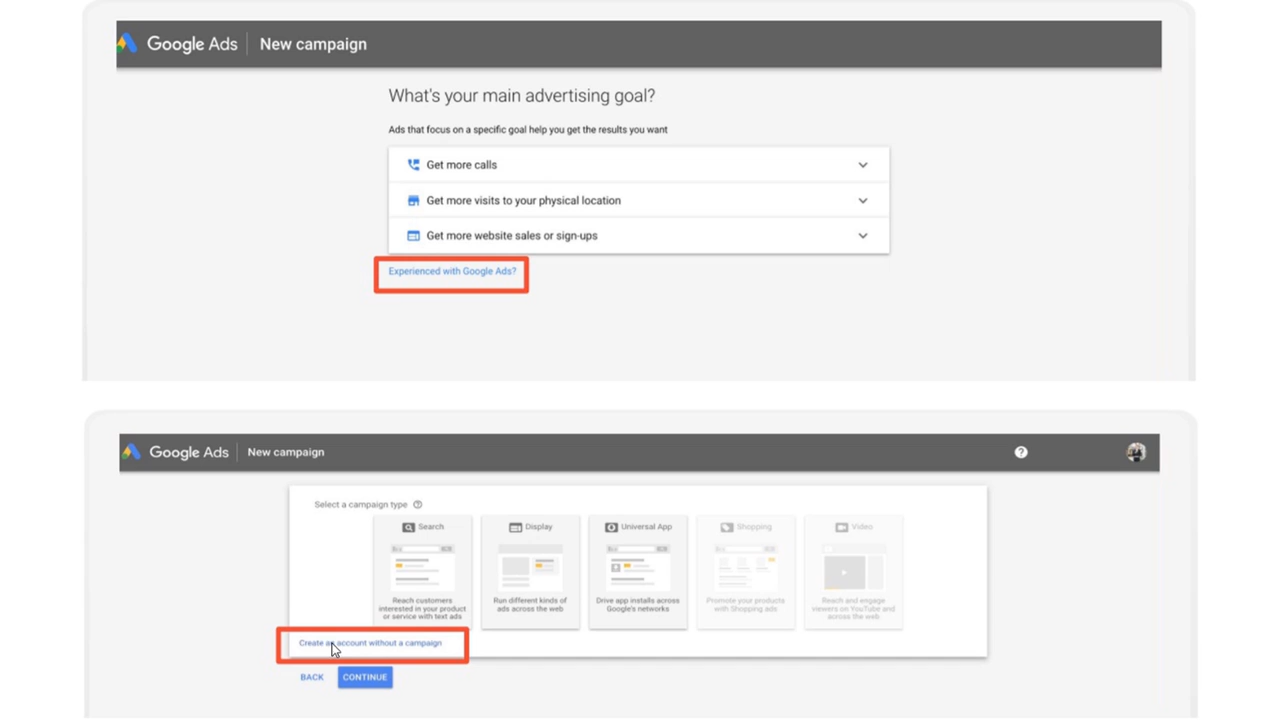 Google Ads
New campaign
What's your main advertising goal?
Ads that focus on a specific goal help you get the results you want
Get more calls
Get more visits to your physical location
Get more website sales or sign-ups
Experienced with Google Ads?
Google Ads
New campaign
?
Select a campaign type ?
Search
Display
Universal App
Shopping
Video
Reach customers
interested in your product
or service with text ads
Run different kinds of
ads across the web
Drive app installs across
Google's networks
Promote your products
with Shopping ads
Reach and engage
viewers on YouTube and
across the web
Create an account without a campaign
BACK
CONTINUE